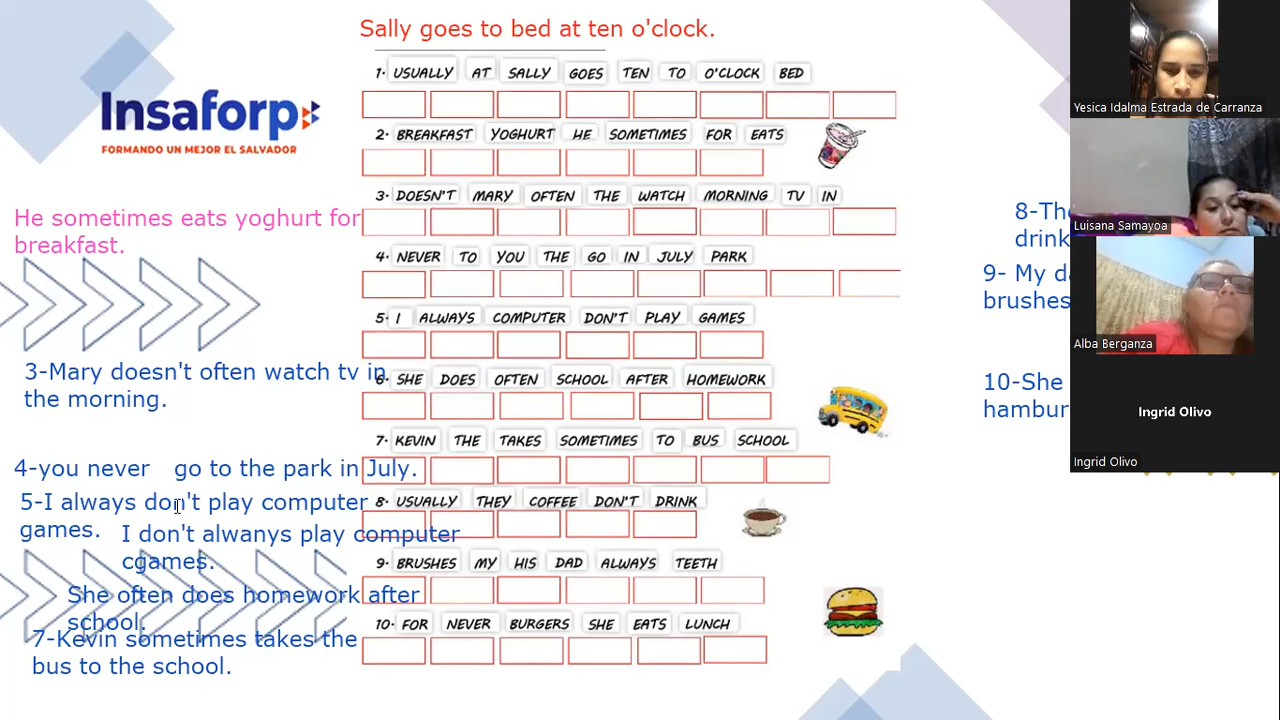 Sally goes to bed at ten o'clock.
1. USUALLY AT SALLY GOES TEN TO O'CLOCK BED
Insaforp
FORMANDO UN MEJOR EL SALVADOR
2. BREAKFAST YOGHURT HE SOMETIMES FOR EATS
3. DOESN'T MARY OFTEN THE WATCH MORNING TV IN
He sometimes eats yoghurt for
breakfast.
4. NEVER TO YOU THE GO IN JULY PARK
5. I ALWAYS COMPUTER DON'T PLAY GAMES
3-Mary doesn't often watch tv in
the morning.
6. SHE DOES OFTEN SCHOOL AFTER HOMEWORK
7. KEVIN THE TAKES SOMETIMES TO BUS SCHOOL
4-you never go to the park in July.
5-I always don't play computer
games.
8. USUALLY THEY COFFEE DON'T DRINK
I don't alwanys play computer
cgames.
9. BRUSHES MY HIS DAD ALWAYS TEETH
She often does homework after
school.
10. FOR NEVER BURGERS SHE EATS LUNCH
7-Kevin sometimes takes the
bus to the school.
8-The
drink
9- My da
brushes
10-She
hambur
Yesica Idalma Estrada de Carranza
Luisana Samayoa
Alba Berganza
Ingrid Olivo
Ingrid Olivo